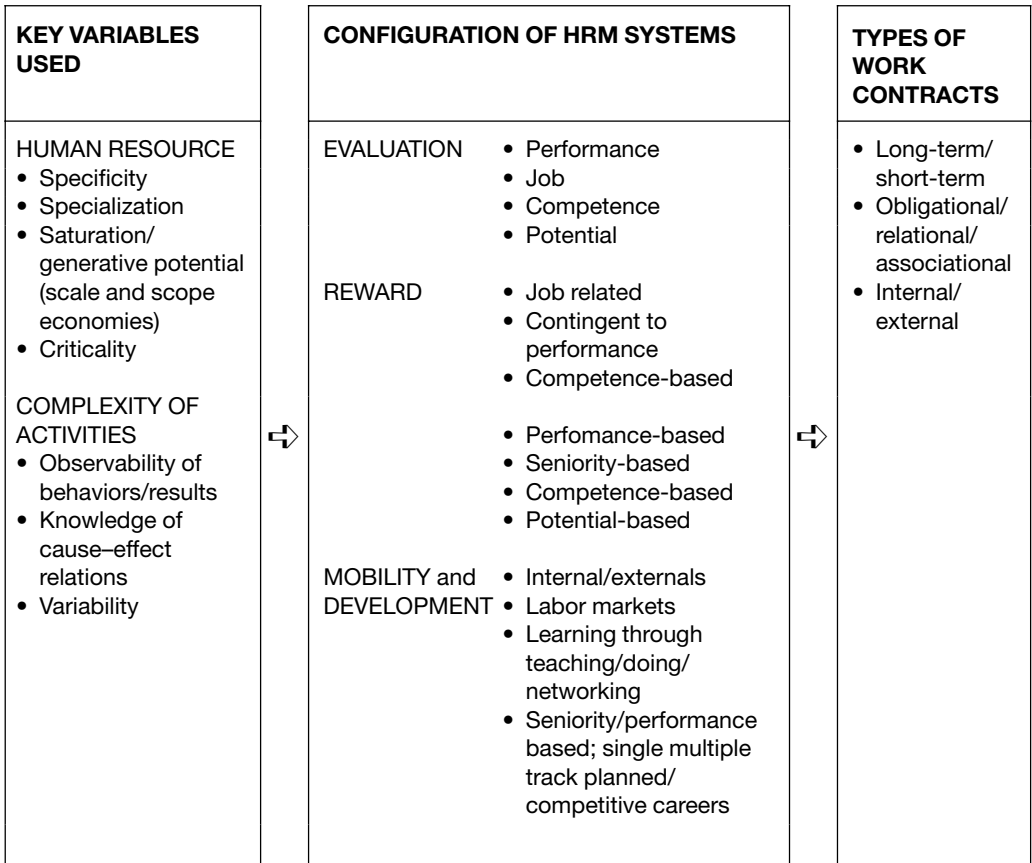 KEY VARIABLES
USED
HUMAN RESOURCE
• Specificity
• Specialization
• Saturation/
generative potential
(scale and scope
economies)
• Criticality
COMPLEXITY OF
ACTIVITIES
• Observability of
behaviors/results
• Knowledge of
cause–effect
relations
• Variability
CONFIGURATION OF HRM SYSTEMS
EVALUATION • Performance
• Job
• Competence
• Potential
REWARD • Job related
• Contingent to
performance
• Competence-based
• Perfomance-based
• Seniority-based
• Competence-based
• Potential-based
MOBILITY and • Internal/externals
DEVELOPMENT • Labor markets
• Learning through
teaching/doing/
networking
• Seniority/performance
based; single multiple
track planned/
competitive careers
TYPES OF
WORK
CONTRACTS
• Long-term/
short-term
• Obligational/
relational/
associational
• Internal/
external